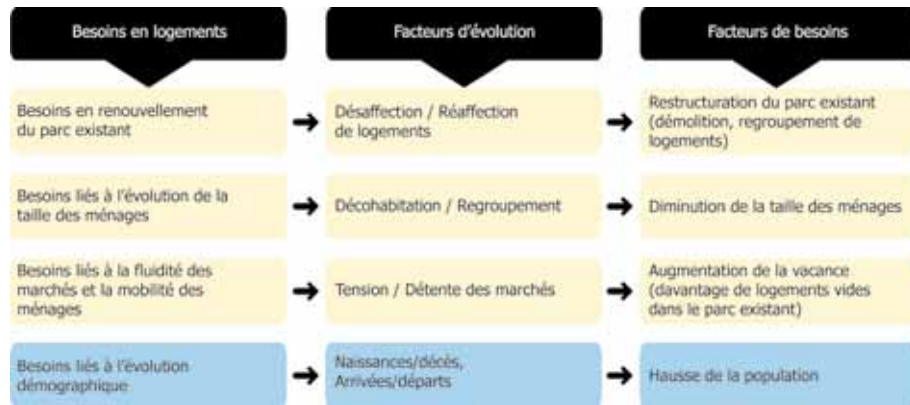 Besoins en logements
Facteurs d'évolution
Facteurs de besoins
Besoins en renouvellement
du parc existant
Désaffection / Réaffection
de logements
Restructuration du parc existant
(démolition, regroupement de
logements)
Besoins liés à l'évolution de la
taille des ménages
Décohabitation / Regroupement
Diminution de la taille des ménages
Besoins liés à la fluidité des
marchés et la mobilité des
ménages
Tension / Détente des marchés
Augmentation de la vacance
(davantage de logements vides
dans le parc existant)
Besoins liés à l'évolution
démographique
Naissances/décès,
Arrivées/départs
Hausse de la population